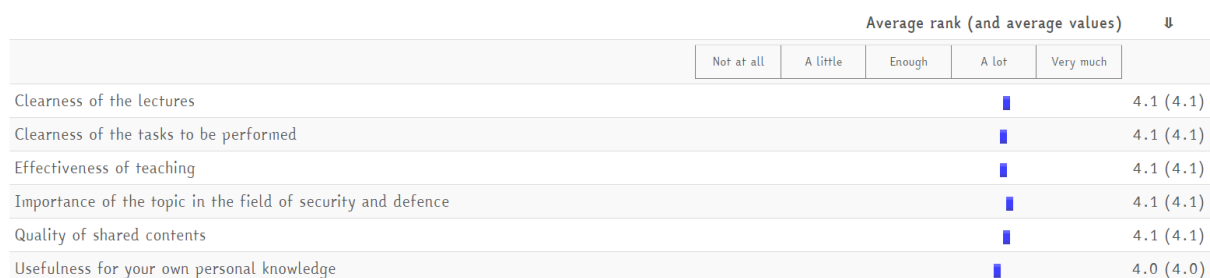 Average rank (and average values) ⇓
Not at all A little Enough A lot Very much
Clearness of the lectures 4.1 (4.1)
Clearness of the tasks to be performed 4.1 (4.1)
Effectiveness of teaching 4.1 (4.1)
Importance of the topic in the field of security and defence 4.1 (4.1)
Quality of shared contents 4.1 (4.1)
Usefulness for your own personal knowledge 4.0 (4.0)